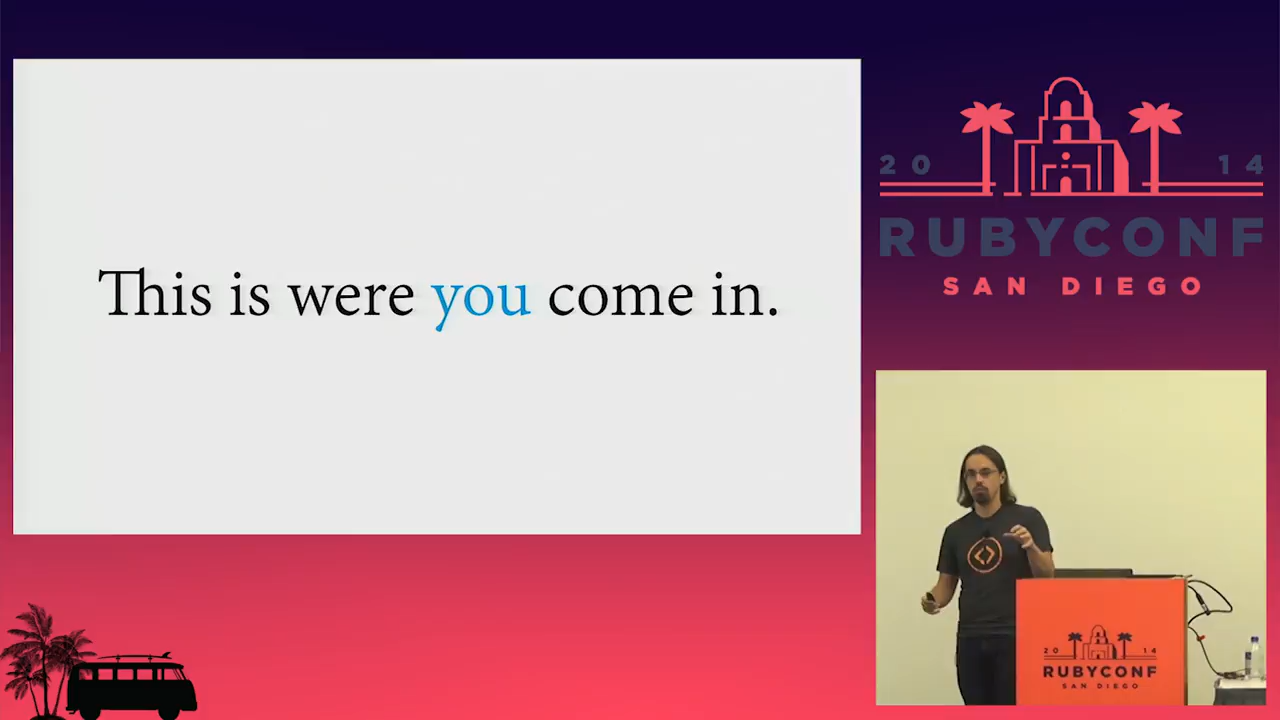 This is were you come in.
20 14
RUBYCONF
SAN DIEGO
20 14
RUBYCONF
SAN DIEGO